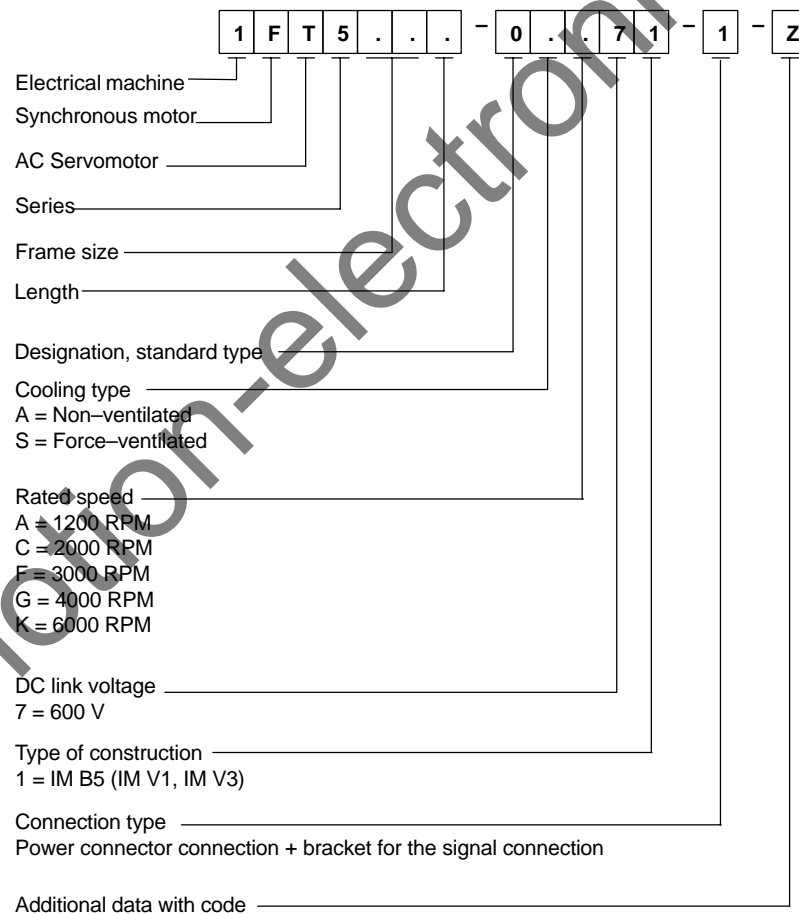 1 F T 5 . . . – 0 . . 7 1 – 1 – Z
Electrical machine
Synchronous motor
AC Servomotor
Series
Frame size
Length
Designation, standard type
Cooling type
A = Non–ventilated
S = Force–ventilated
Rated speed
A = 1200 RPM
C = 2000 RPM
F = 3000 RPM
G = 4000 RPM
K = 6000 RPM
DC link voltage
7 = 600 V
Type of construction
1 = IM B5 (IM V1, IM V3)
Connection type
Power connector connection + bracket for the signal connection
Additional data with code
otion-electroni